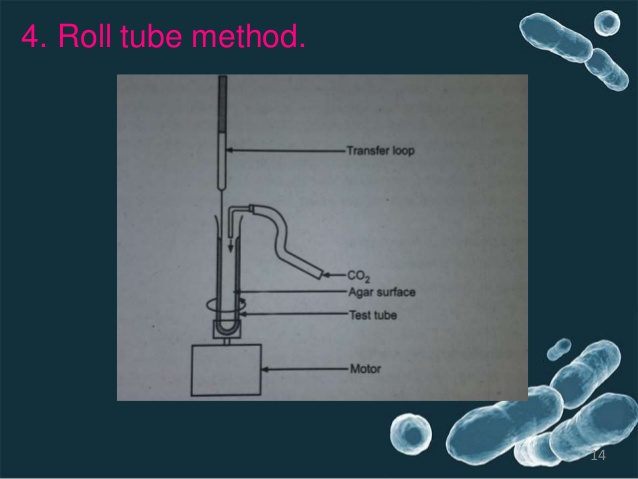 4. Roll tube method.
Transfer loop
CO₂
Agar surface
Test tube
Motor
14